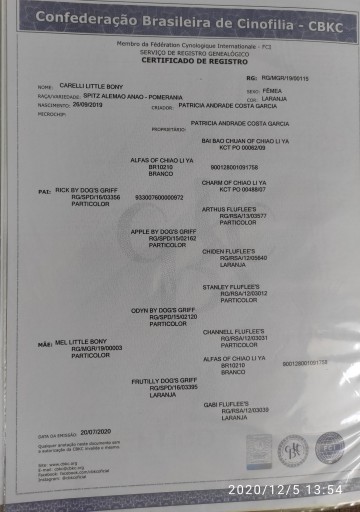 Confederação Brasileira de Cinofilia - CBKC
Membro da Fédération Cynologique Internationale - FCI
SERVIÇO DE REGISTRO GENEALÓGICO
CERTIFICADO DE REGISTRO
RG: RG/MGR/19/00115
NOME: CARELLI LITTLE BONY
SEXO: FÊMEA
RAÇA/VARIEDADE: SPITZ ALEMAO ANAO - POMERANIA
COR: LARANJA
NASCIMENTO: 26/09/2019
CRIADOR: PATRICIA ANDRADE COSTA GARCIA
MICROCHIP:
PATRICIA ANDRADE COSTA GARCIA
PROPRIETÁRIO:
BAI BAO CHUAN OF CHIAO LI YA
KCT PO 00062/09
ALFAS OF CHIAO LI YA
BR10210 900128001091758
BRANCO
CHARM OF CHIAO LI YA
KCT PO 00488/07
PAI: RICK BY DOG'S GRIFF 933007600000972
RG/SPD/16/03356
PARTICOLOR
ARTHUS FLUFLEE'S
RG/RSA/13/03577
PARTICOLOR
APPLE BY DOG'S GRIFF
RG/SPD/15/02162
PARTICOLOR
CHIDEN FLUFLEE'S
RG/RSA/12/05640
LARANJA
STANLEY FLUFLEE'S
RG/RSA/12/03012
PARTICOLOR
ODYN BY DOG'S GRIFF
RG/SPD/15/02120
PARTICOLOR
CHANNELL FLUFLEE'S
RG/RSA/12/03031
PARTICOLOR
MÃE: MEL LITTLE BONY
RG/MGR/19/00003
PARTICOLOR
ALFAS OF CHIAO LI YA
BR10210 900128001091758
BRANCO
FRUTILLY DOG'S GRIFF
RG/SPD/16/03395
LARANJA
GABI FLUFLEE'S
RG/RSA/12/03039
LARANJA
DATA DA EMISSÃO: 20/07/2020
Qualquer anotação neste documento sem
a autorização da CBKC invalida o mesmo.
Site: www.cbkc.org
E-mail: cbkc@cbkc.org
Facebook: facebook.com/cbkcoficial
Instagram: @cbkcoficial
2020/12/5 13:54